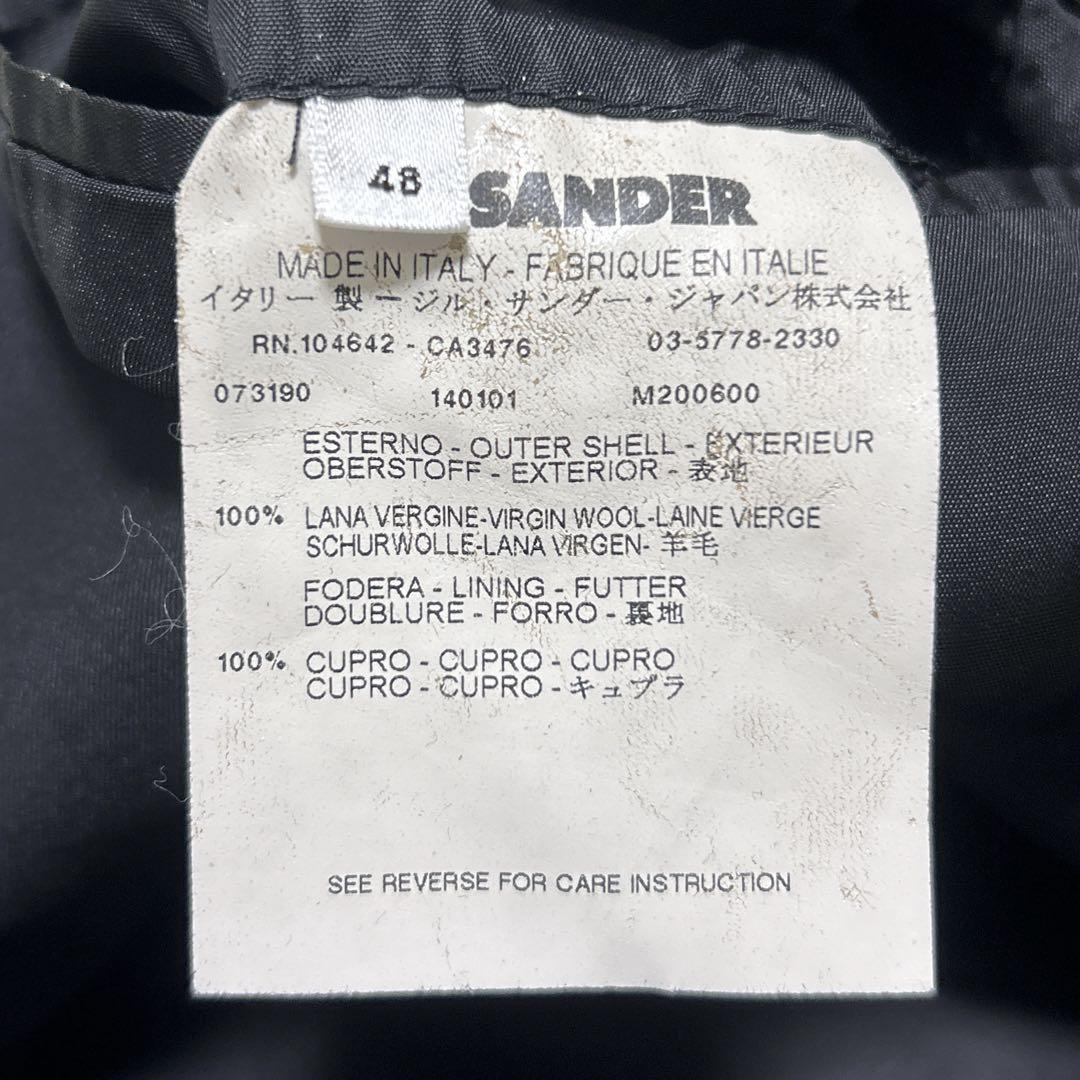 48
SANDER
MADE IN ITALY - FABRIQUE EN ITALIE
イタリー 製 ー ジル・サンダー・ジャパン株式会社
RN.104642 - CA3476 03-5778-2330
073190 140101 M200600
ESTERNO - OUTER SHELL - EXTERIEUR
OBERSTOFF - EXTERIOR - 表地
100% LANA VERGINE-VIRGIN WOOL-LAINE VIERGE
SCHURWOLLE-LANA VIRGEN- 羊毛
FODERA - LINING - FUTTER
DOUBLURE - FORRO - 裏地
100% CUPRO - CUPRO - CUPRO
CUPRO - CUPRO - キュプラ
SEE REVERSE FOR CARE INSTRUCTION